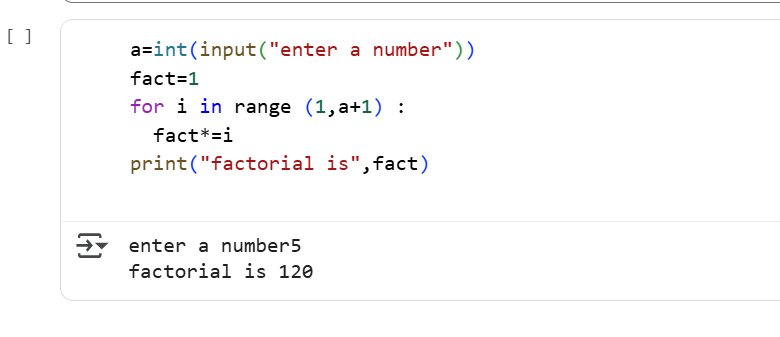 [ ]
a=int(input("enter a number"))
fact=1
for i in range (1,a+1) :
  fact*=i
print("factorial is",fact)
enter a number5
factorial is 120